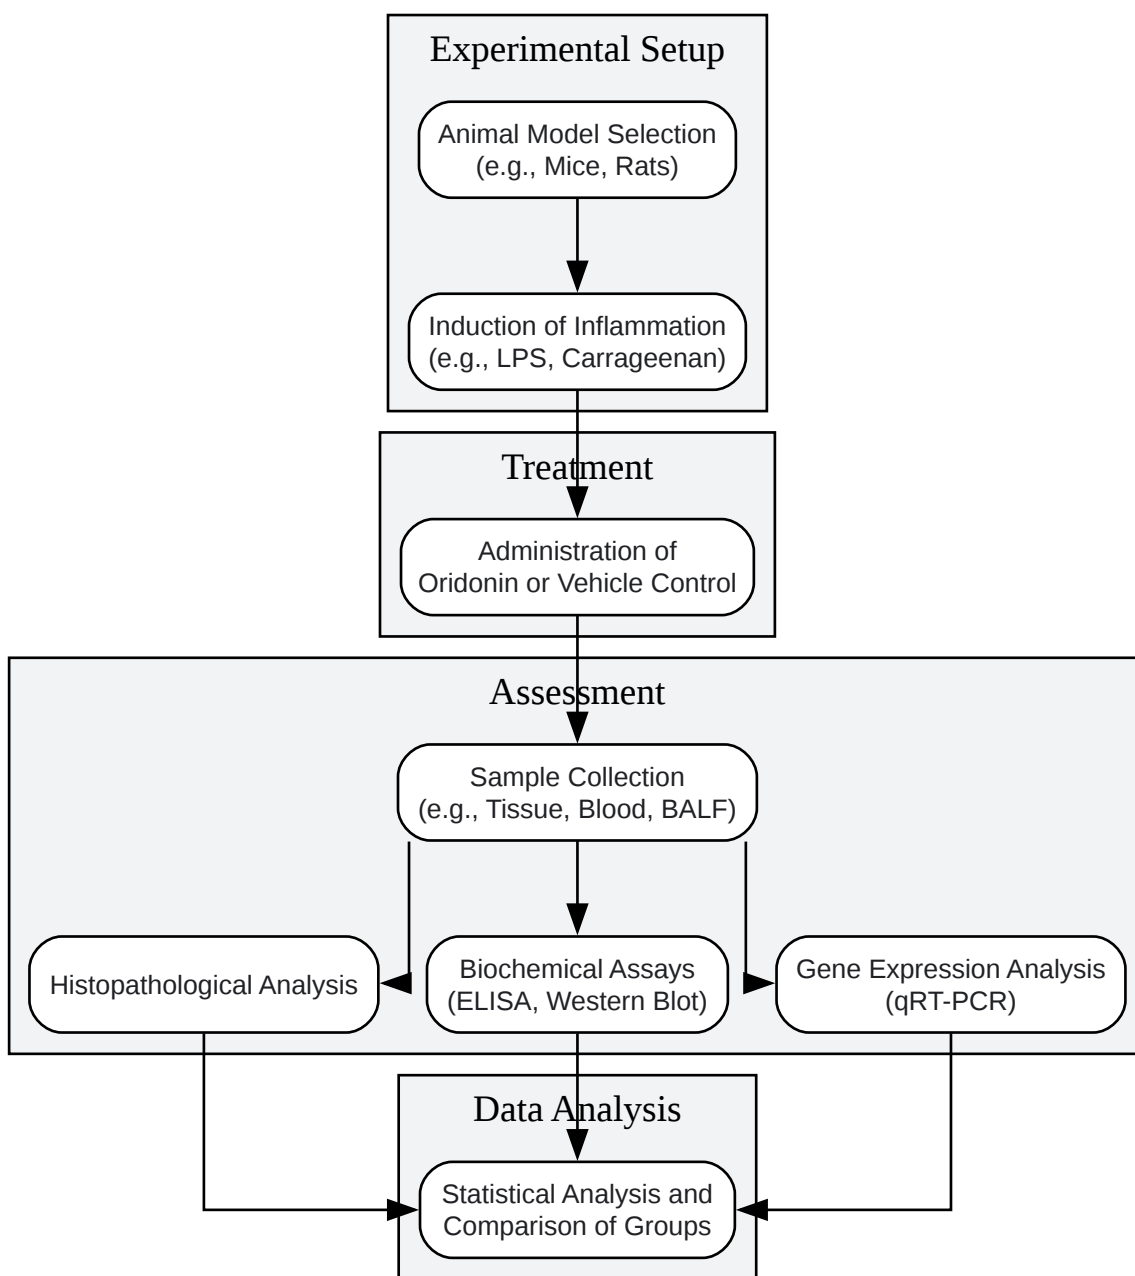 Experimental Setup
Animal Model Selection
(e.g., Mice, Rats)
Induction of Inflammation
(e.g., LPS, Carrageenan)
Treatment
Administration of
Oridonin or Vehicle Control
Assessment
Sample Collection
(e.g., Tissue, Blood, BALF)
Histopathological Analysis
Biochemical Assays
(ELISA, Western Blot)
Gene Expression Analysis
(qRT-PCR)
Data Analysis
Statistical Analysis and
Comparison of Groups